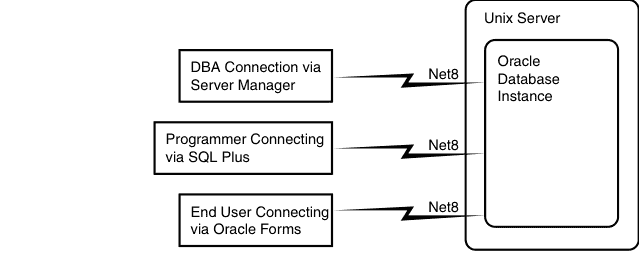 Unix Server
Oracle
Database
Instance
DBA Connection via
Server Manager
Net8
Programmer Connecting
via SQL Plus
Net8
End User Connecting
via Oracle Forms
Net8